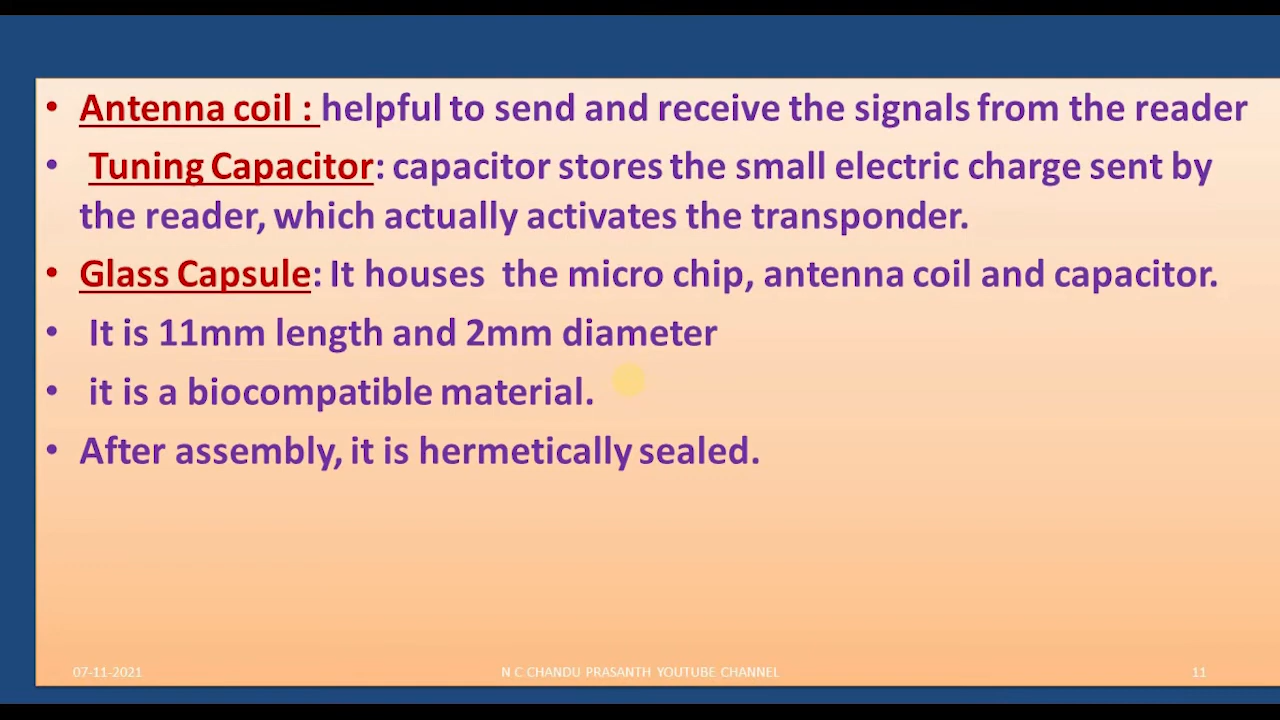 • Antenna coil : helpful to send and receive the signals from the reader
• Tuning Capacitor: capacitor stores the small electric charge sent by
the reader, which actually activates the transponder.
• Glass Capsule: It houses the micro chip, antenna coil and capacitor.
• It is 11mm length and 2mm diameter
• it is a biocompatible material.
• After assembly, it is hermetically sealed.
07-11-2021 N C CHANDU PRASANTH YOUTUBE CHANNEL 11